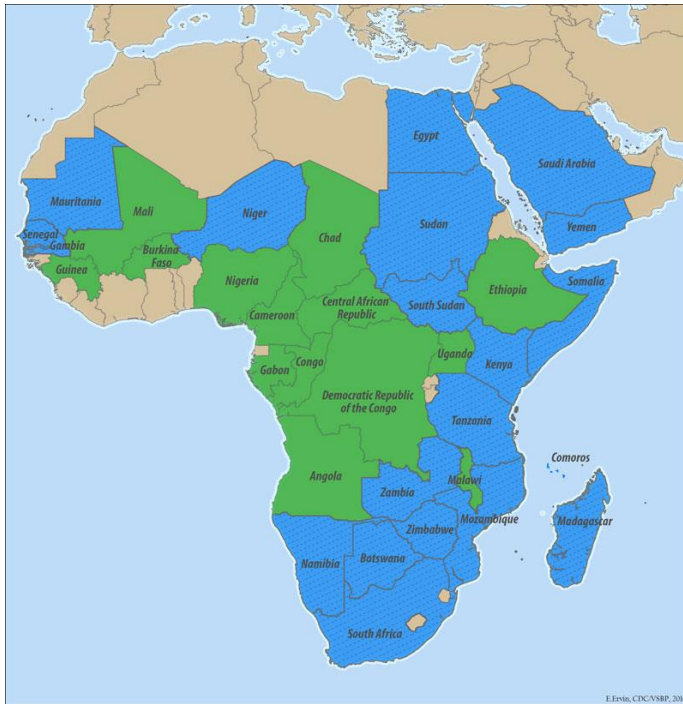 Egypt
Saudi Arabia
Mauritania
Mali
Niger
Yemen
Sudan
Senegal
Chad
Gambia
Burkina
Faso
Somalia
Guinea
Nigeria
Ethiopia
Central African
Republic
South Sudan
Cameroon
Uganda
Congo
Kenya
Gabon
Democratic Republic
of the Congo
Tanzania
Comoros
Angola
Malawi
Zambia
Mozambique
Madagascar
Zimbabwe
Namibia
Botswana
South Africa
E.Ervin, CDC/VSBP, 201